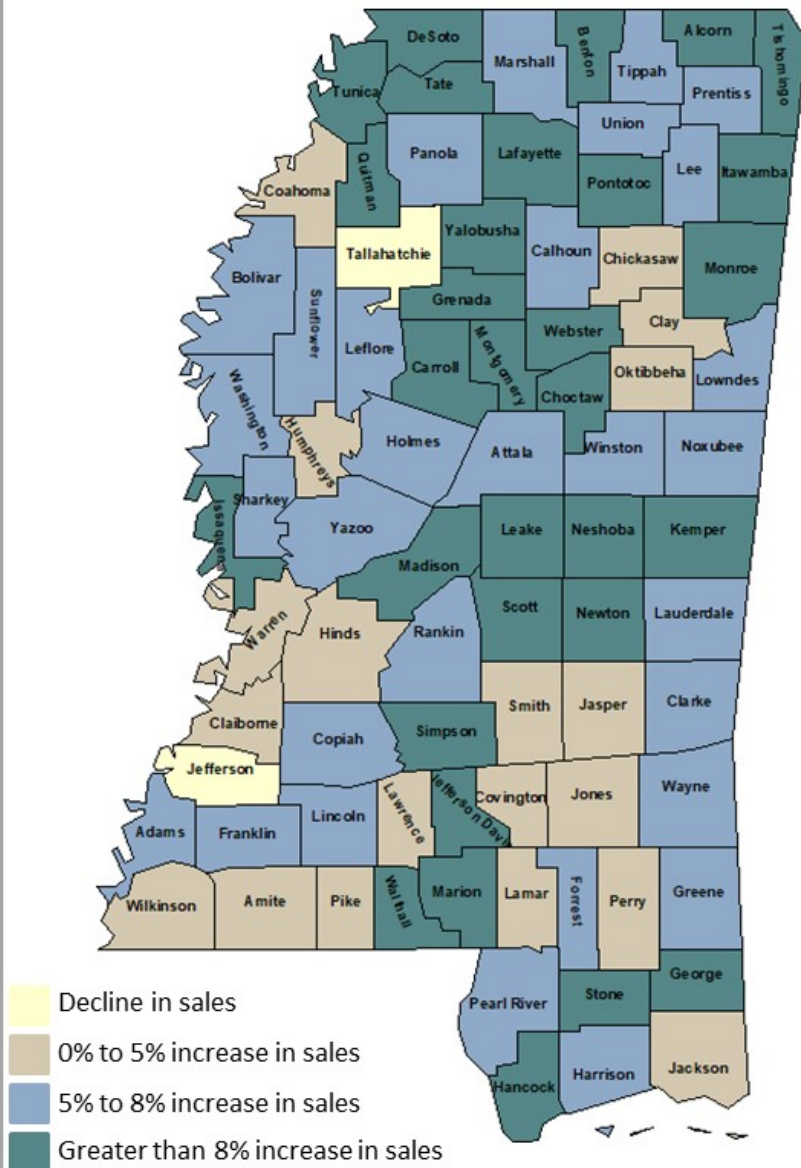 DeSoto
Marshall
Benton
Tippah
Alcorn
Tishomingo
Tunica
Tate
Prentiss
Union
Panola
Lafayette
Pontotoc
Lee
Itawamba
Coahoma
Quitman
Tallahatchie
Yalobusha
Calhoun
Chickasaw
Monroe
Bolivar
Sunflower
Leflore
Grenada
Clay
Webster
Carroll
Montgomery
Choctaw
Oktibbeha
Lowndes
Washington
Humphreys
Holmes
Attala
Winston
Noxubee
Sharkey
Issaquena
Yazoo
Leake
Neshoba
Kemper
Madison
Scott
Newton
Lauderdale
Warren
Hinds
Rankin
Smith
Jasper
Clarke
Claiborne
Copiah
Simpson
Jefferson
Lawrence
Jefferson Davis
Covington
Jones
Wayne
Adams
Franklin
Lincoln
Wilkinson
Amite
Pike
Walthall
Marion
Lamar
Forrest
Perry
Greene
Pearl River
Stone
George
Hancock
Harrison
Jackson
Decline in sales
0% to 5% increase in sales
5% to 8% increase in sales
Greater than 8% increase in sales